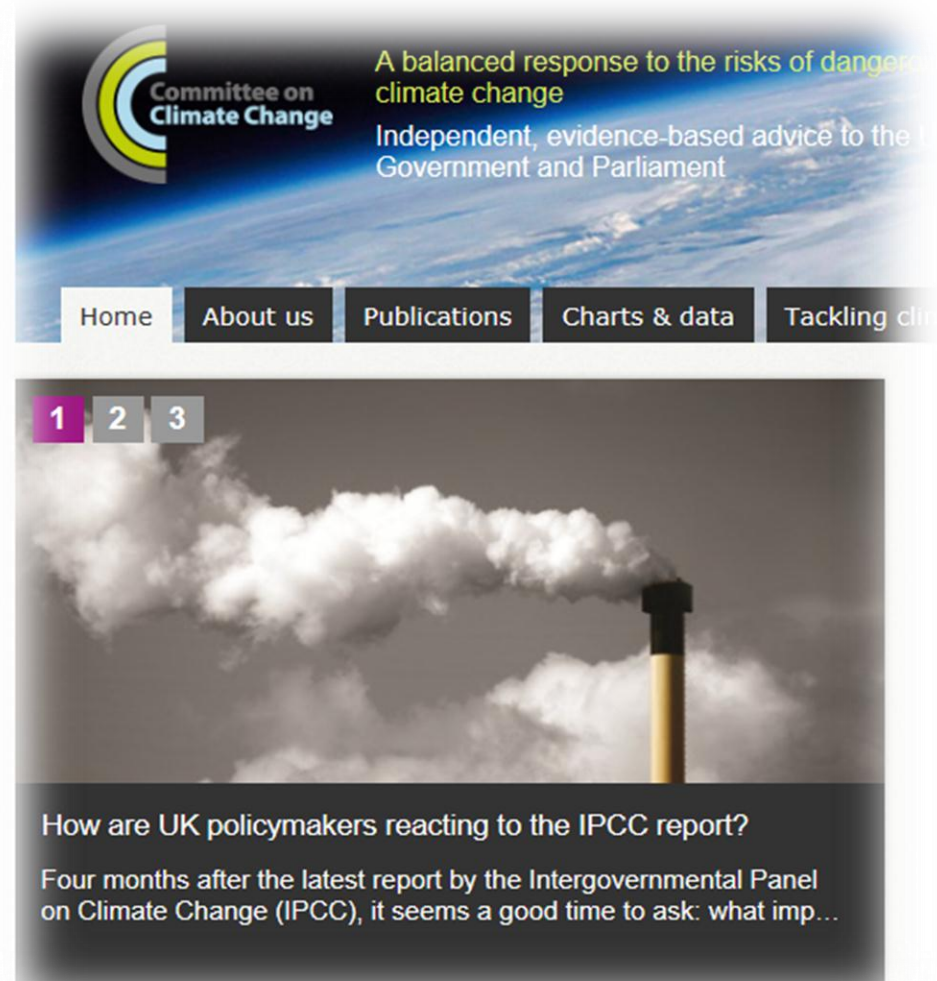 Committee on
Climate Change
A balanced response to the risks of
climate change
Independent, evidence-based advice to the
Government and Parliament
Home
About us
Publications
Charts & data
Tackling
1
2
3
How are UK policymakers reacting to the IPCC report?
Four months after the latest report by the Intergovernmental Panel
on Climate Change (IPCC), it seems a good time to ask: what imp...